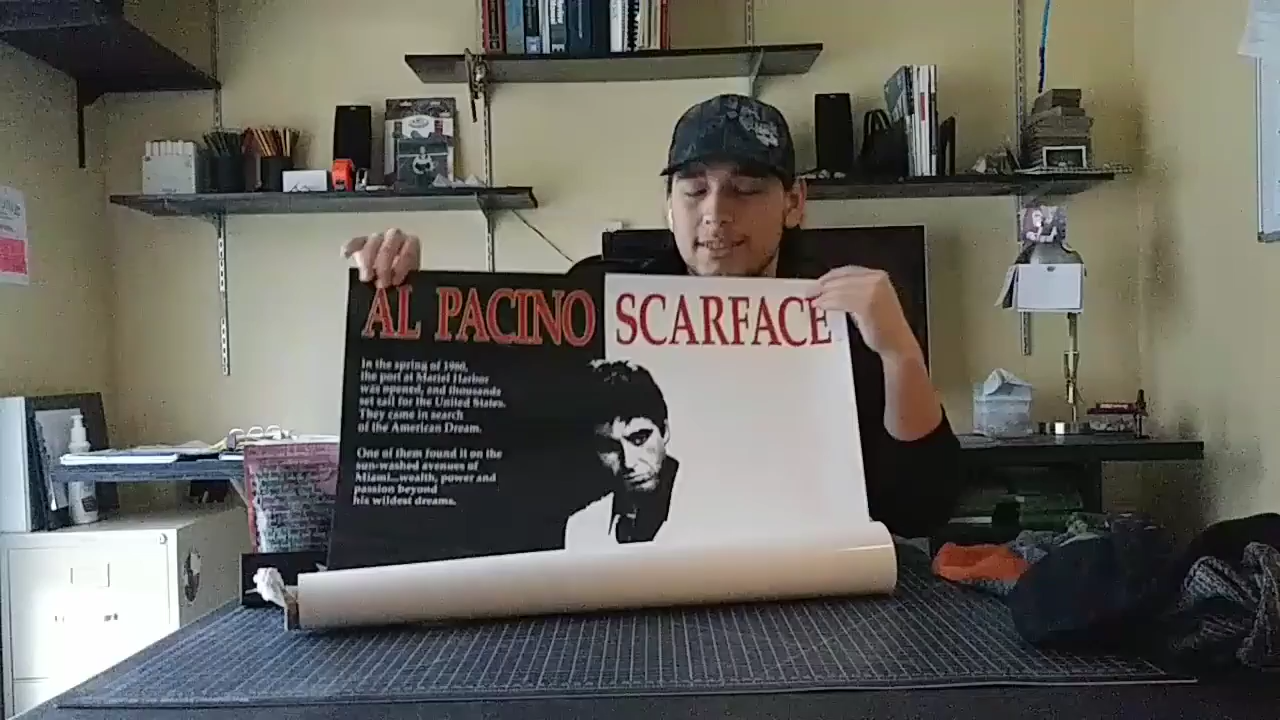 AL PACINO SCARFACE
In the spring of 1980,
the port at Mariel Harbor
was opened, and thousands
set sail for the United States.
They came in search
of the American Dream.
One of them found it on the
sun-washed avenues of
Miami...wealth, power and
passion beyond
his wildest dreams.